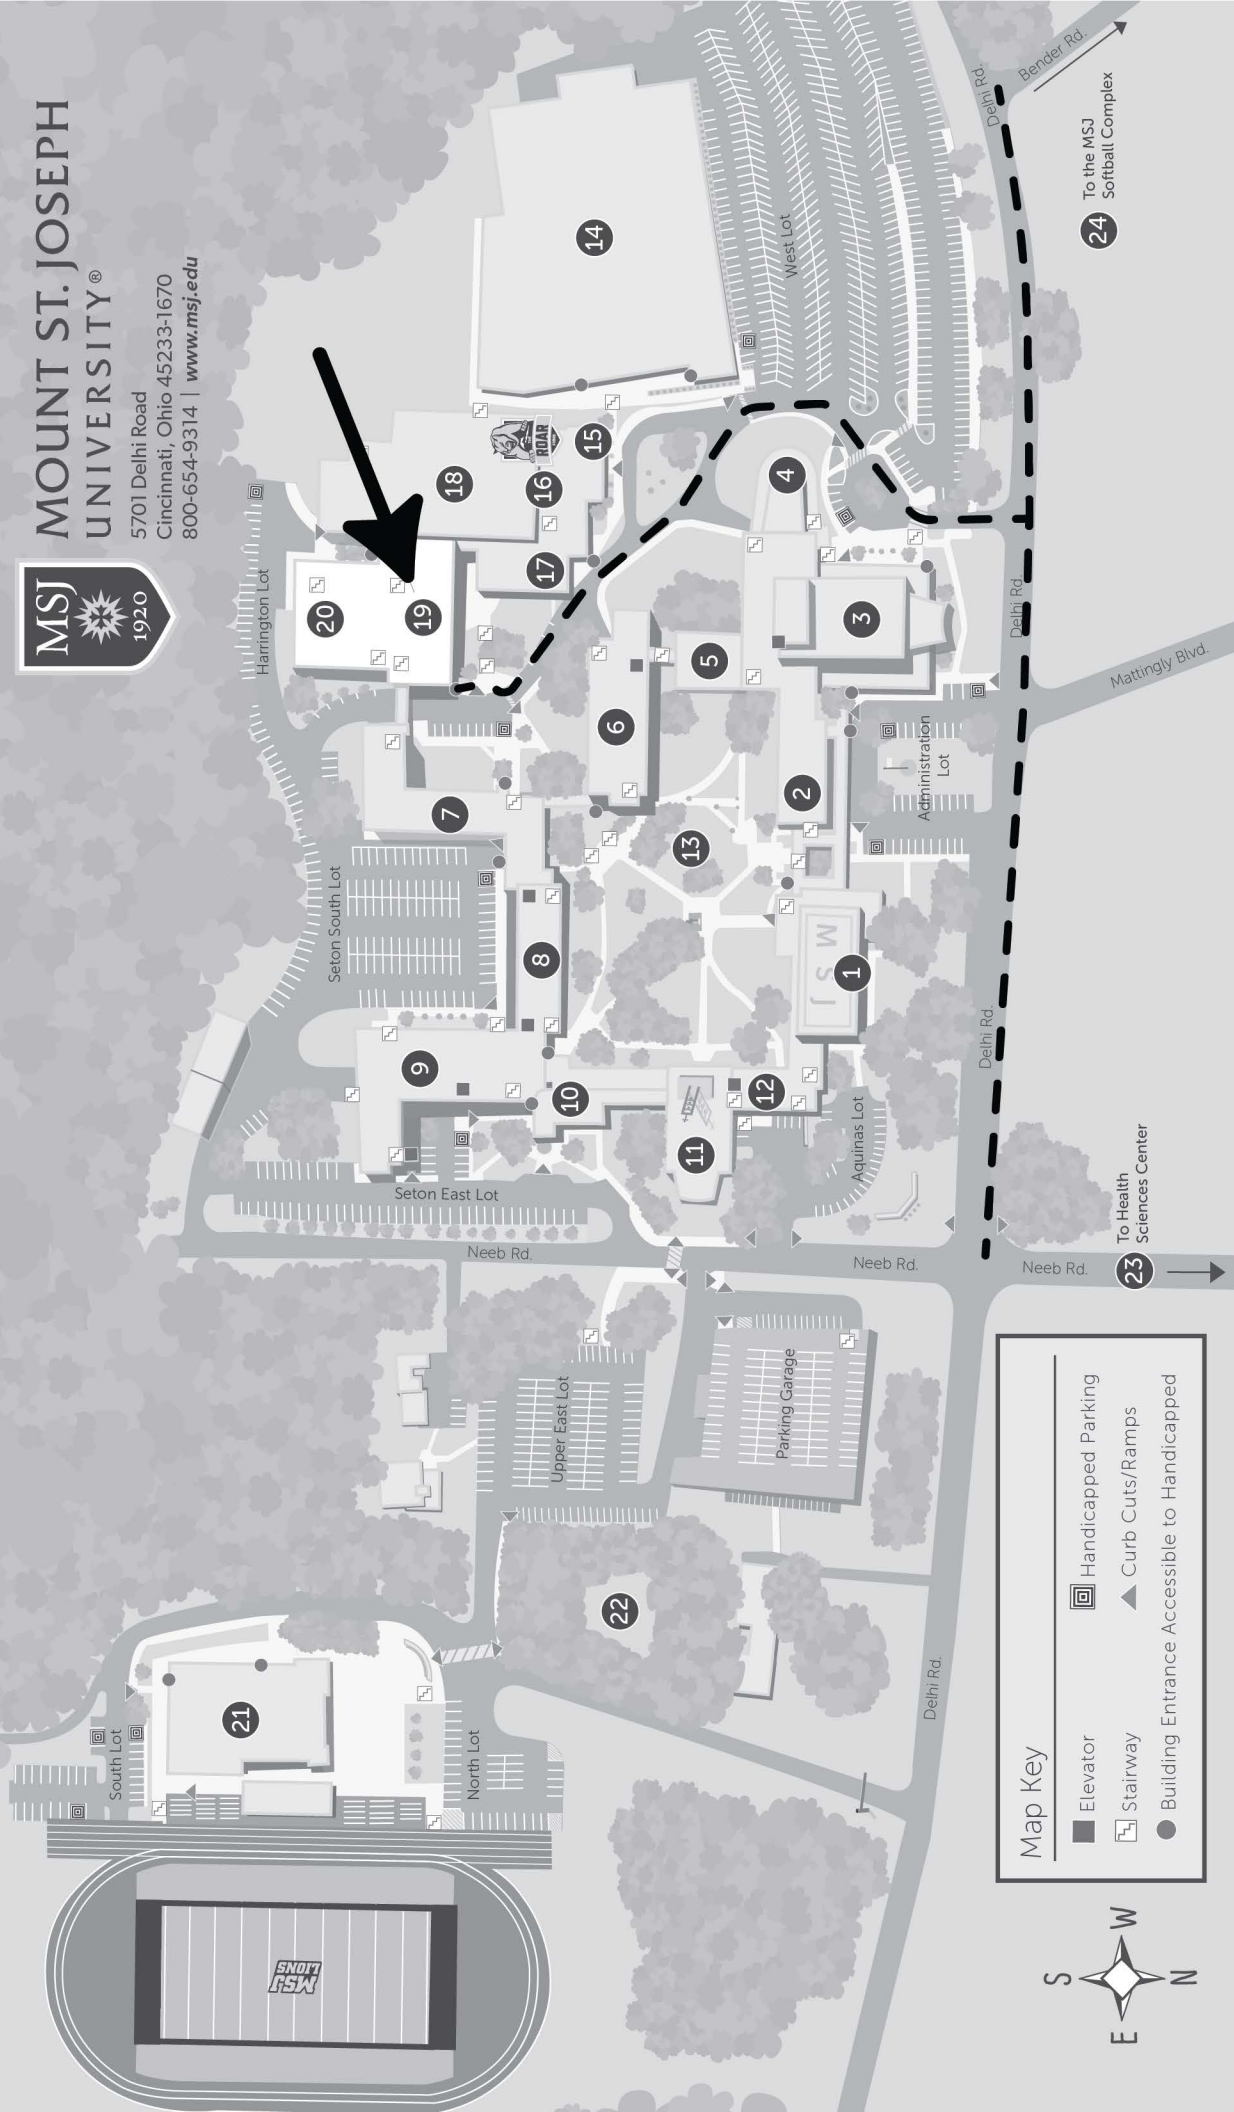 MOUNT ST. JOSEPH
UNIVERSITY®
5701 Delhi Road
Cincinnati, Ohio 45233-1670
800-654-9314 | www.msj.edu
MSJ
1920
Harrington Lot
20
19
18
ROAR
16
15
17
14
West Lot
Delhi Rd.
Bender Rd.
24
To the MSJ
Softball Complex
4
3
5
6
7
Seton South Lot
8
13
2
Administration
Lot
Delhi Rd.
Mattingly Blvd.
MSJ
1
9
10
11
12
Aquinas Lot
Delhi Rd.
Seton East Lot
Neeb Rd.
Neeb Rd.
Neeb Rd.
23
To Health
Sciences Center
Upper East Lot
Parking Garage
22
21
South Lot
North Lot
Delhi Rd.
MSJ
LIONS
Map Key
Elevator
Handicapped Parking
Stairway
Curb Cuts/Ramps
Building Entrance Accessible to Handicapped
S
E
W
N